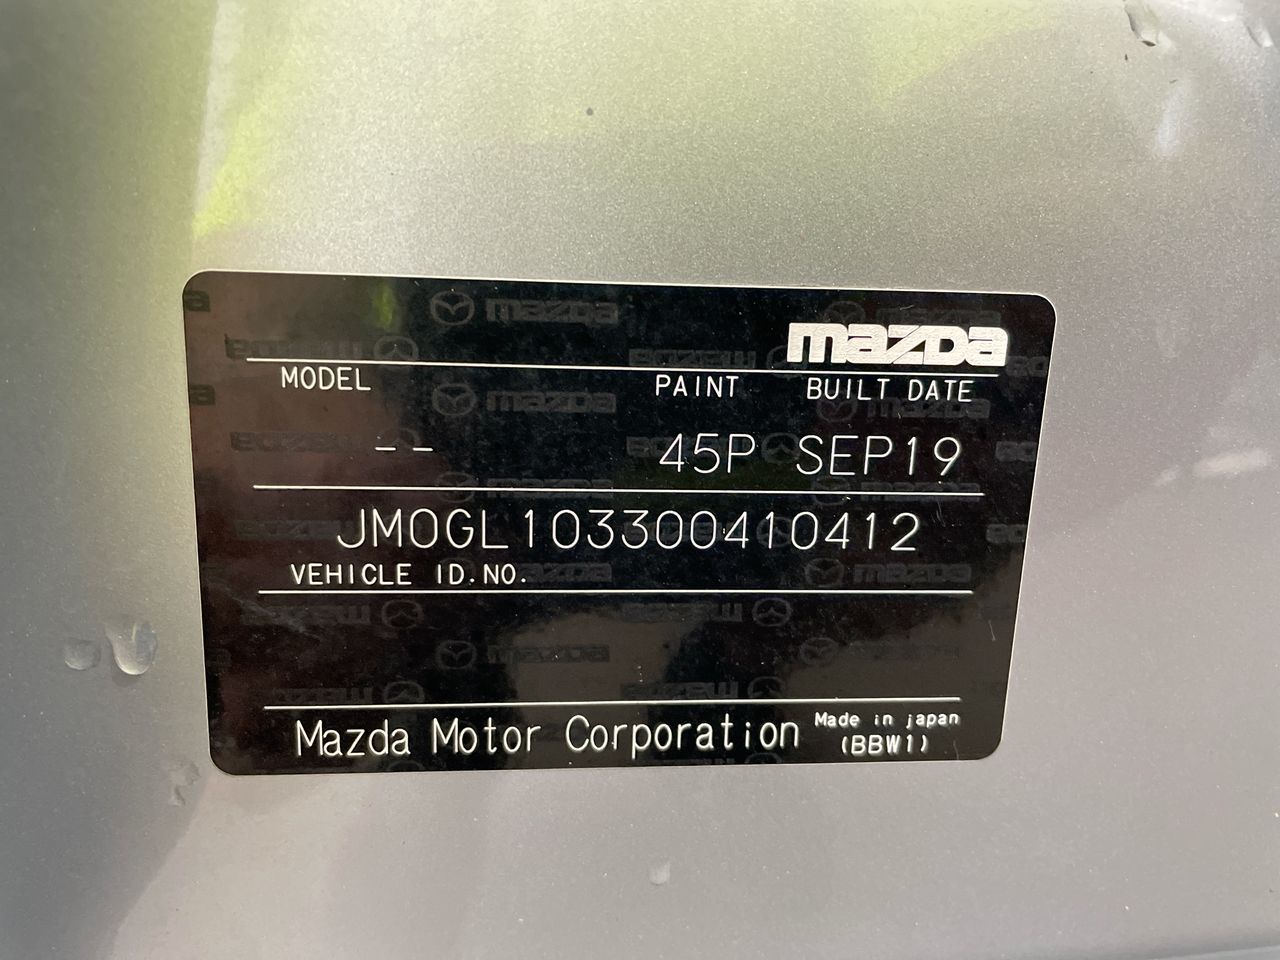 mazda
MODEL PAINT BUILT DATE
-- 45P SEP19
JM0GL103300410412
VEHICLE ID.NO.
Mazda Motor Corporation Made in japan
(BBW1)